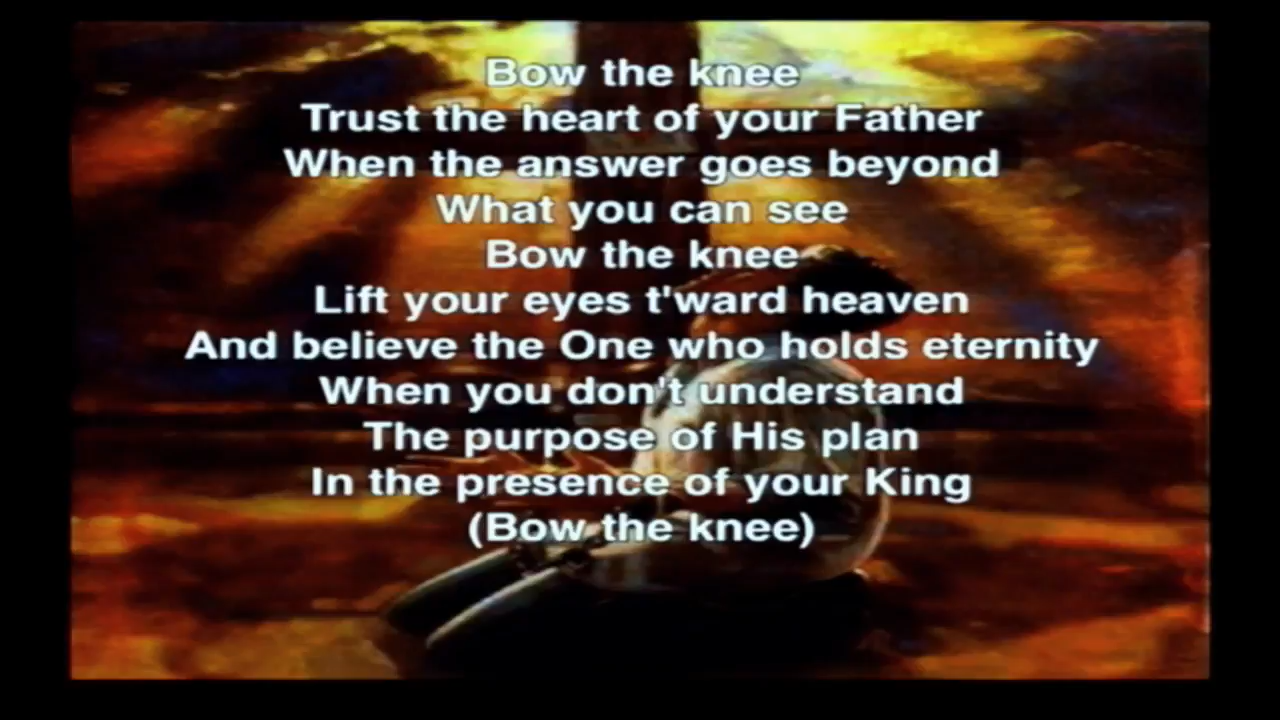 Bow the knee
Trust the heart of your Father
When the answer goes beyond
What you can see
Bow the knee
Lift your eyes t'ward heaven
And believe the One who holds eternity
When you don't understand
The purpose of His plan
In the presence of your King
(Bow the knee)